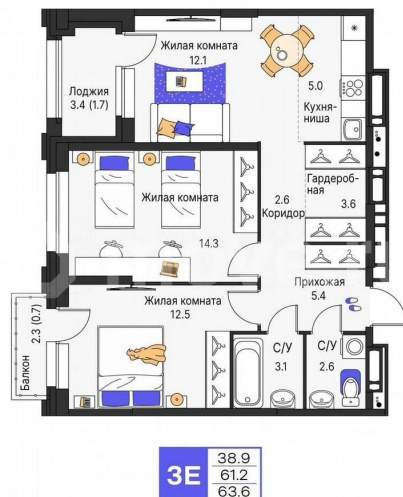 Жилая комната
12.1
5.0
Кухня-
ниша
Лоджия
3.4 (1.7)
Жилая комната
14.3
2.6
Коридор
Гардероб-
ная
3.6
Прихожая
5.4
Жилая комната
12.5
2.3 (0.7)
Балкон
С/У
3.1
С/У
2.6
3Е
38.9
61.2
63.6